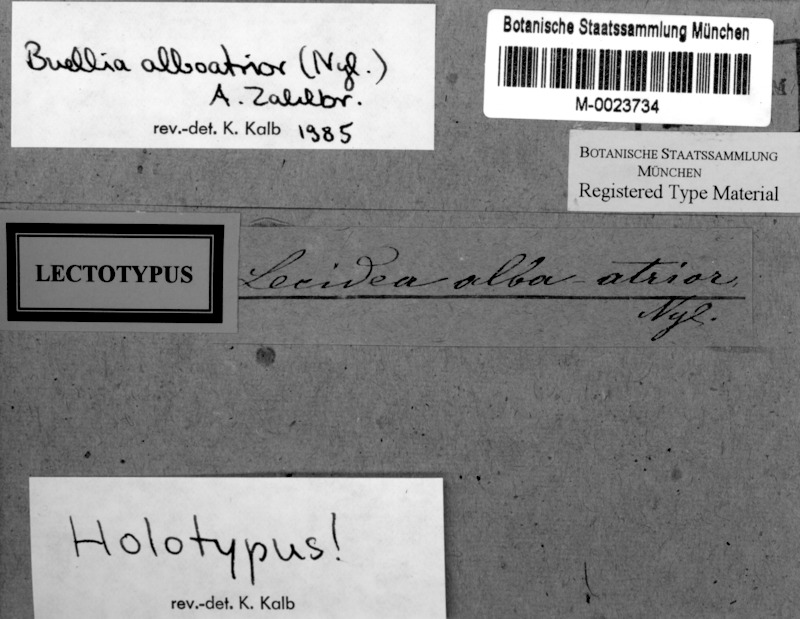 Buellia alboatrior (Nyl.)
A. Zahlbr.
rev.-det. K. Kalb 1985
Botanische Staatssammlung München
M-0023734
BOTANISCHE STAATSSAMMLUNG
MÜNCHEN
Registered Type Material
LECTOTYPUS
Lecidea alba-atrior,
Nyl.
Holotypus!
rev.-det. K. Kalb